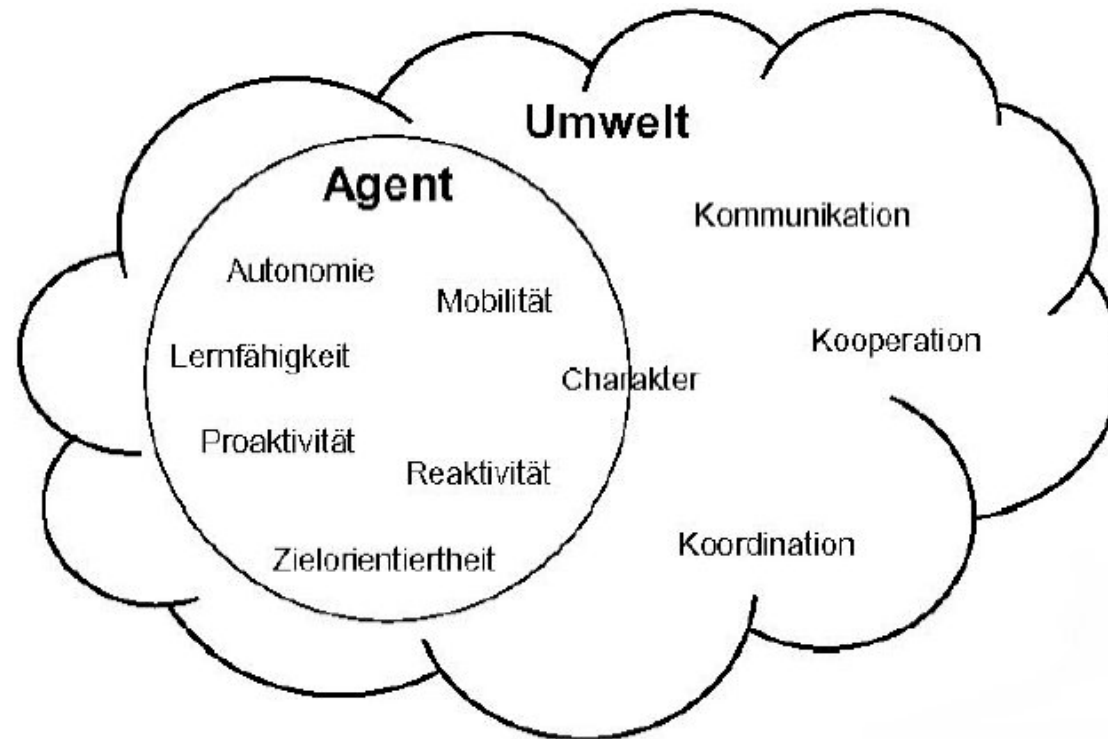 Umwelt
Agent
Kommunikation
Autonomie
Mobilität
Lernfähigkeit
Kooperation
Charakter
Proaktivität
Reaktivität
Koordination
Zielorientiertheit